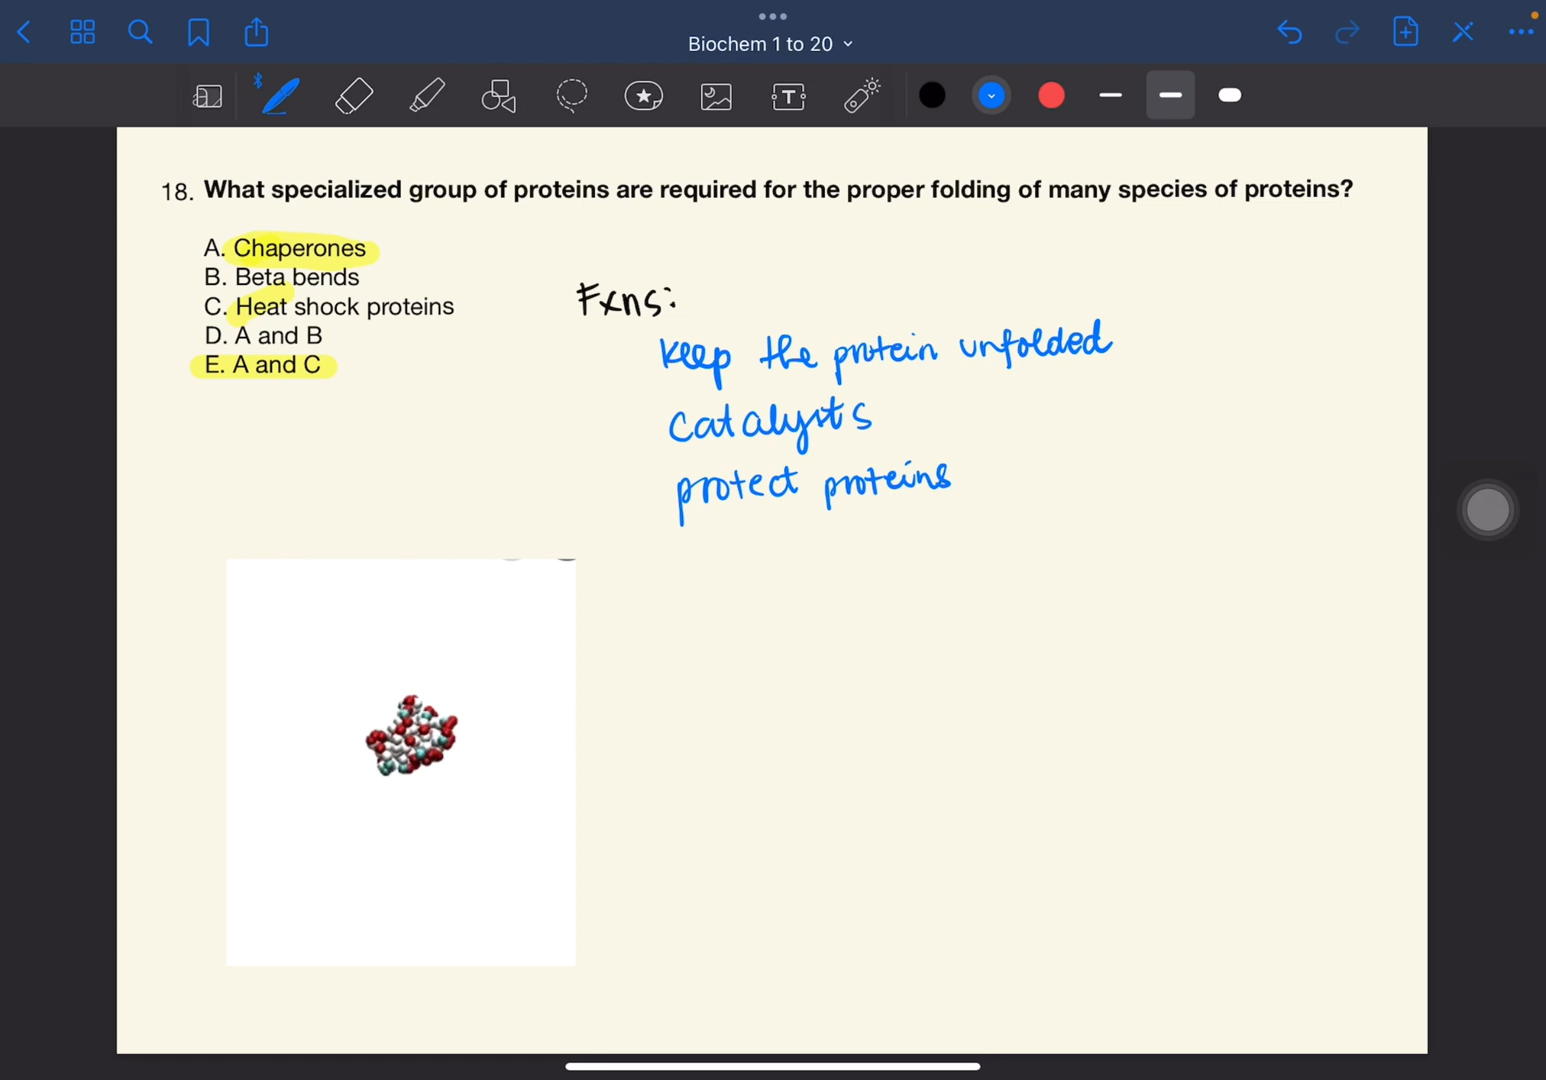 Biochem 1 to 20
18. What specialized group of proteins are required for the proper folding of many species of proteins?
A. Chaperones
B. Beta bends
C. Heat shock proteins
D. A and B
E. A and C
Fxns:
keep the protein unfolded
catalysts
protect proteins